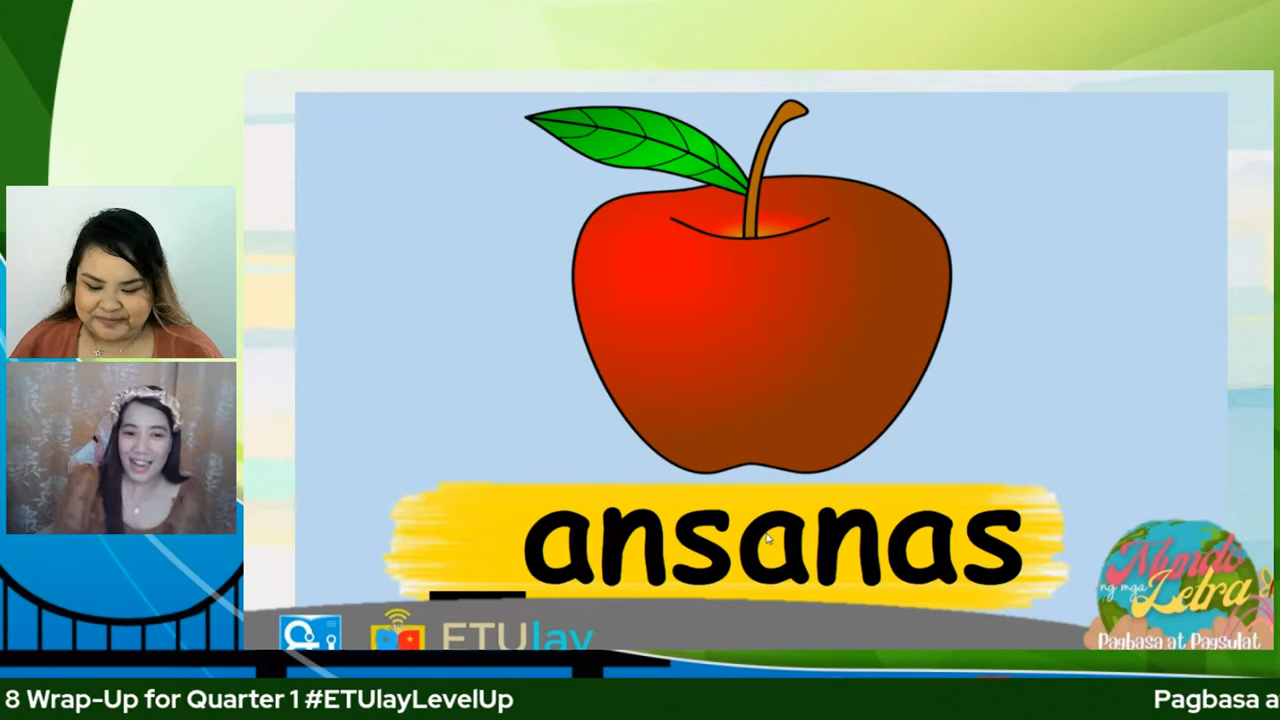 ansanas
ETUlay
Mundo
ng mga
Letra
Pagbasa at Pagsulat
8 Wrap-Up for Quarter 1 #ETUlayLevelUp
Pagbasa a